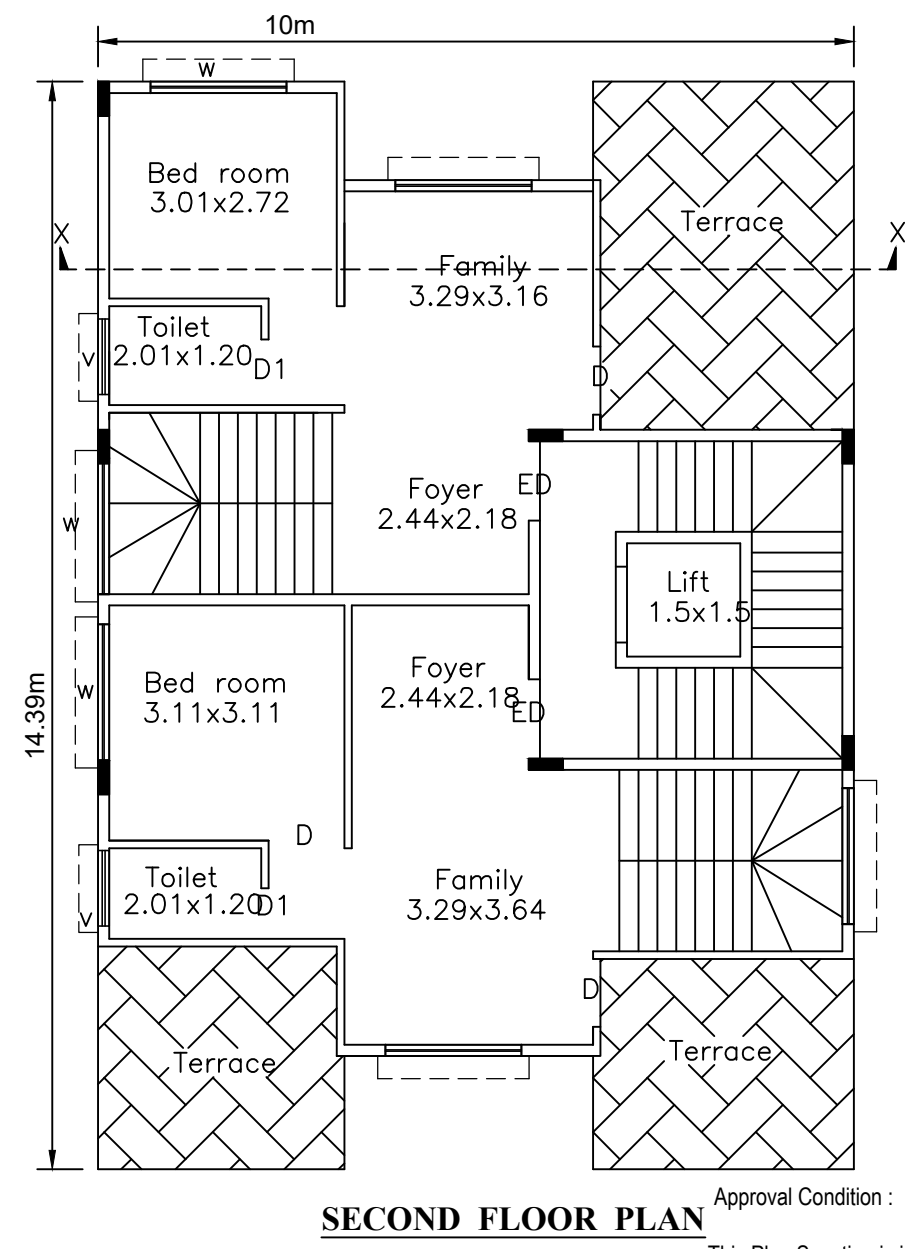 10m
W
Bed room
3.01x2.72
Terrace
X
X
Family
3.29x3.16
Toilet
2.01x1.20
V
D1
D
Foyer
2.44x2.18
ED
W
Lift
1.5x1.5
Foyer
2.44x2.18
ED
Bed room
3.11x3.11
W
14.39m
D
Toilet
2.01x1.20
D1
V
Family
3.29x3.64
D
Terrace
Terrace
SECOND FLOOR PLAN
Approval Condition :